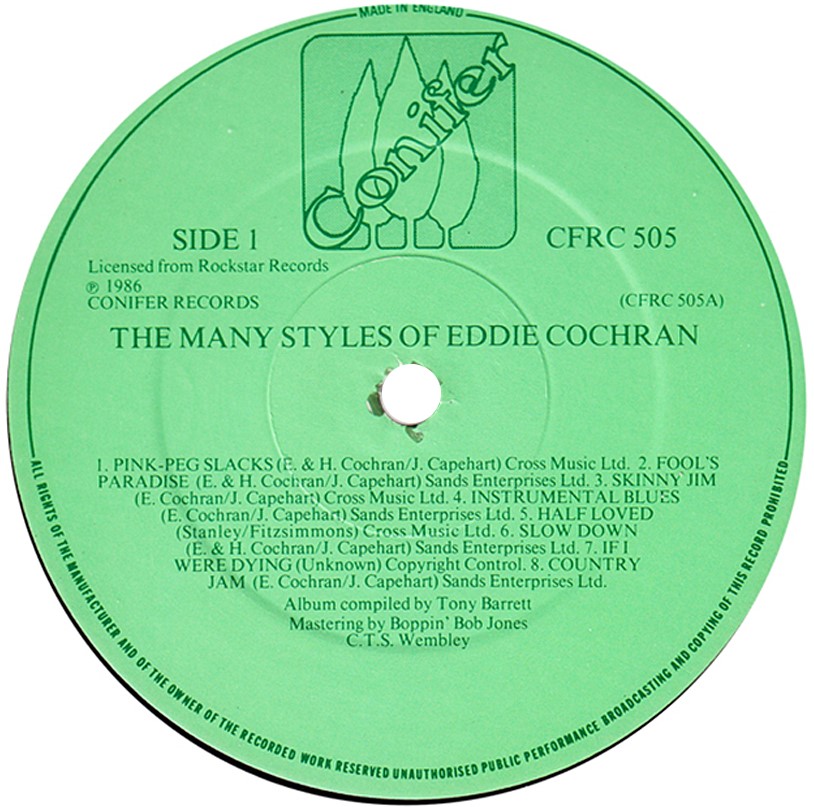 MADE IN ENGLAND
Conifer
SIDE 1
CFRC 505
Licensed from Rockstar Records
℗ 1986
CONIFER RECORDS
(CFRC 505A)
THE MANY STYLES OF EDDIE COCHRAN
1. PINK-PEG SLACKS (E. & H. Cochran/J. Capehart) Cross Music Ltd. 2. FOOL'S
PARADISE (E. & H. Cochran/J. Capehart) Sands Enterprises Ltd. 3. SKINNY JIM
(E. Cochran/J. Capehart) Cross Music Ltd. 4. INSTRUMENTAL BLUES
(E. Cochran/J. Capehart) Sands Enterprises Ltd. 5. HALF LOVED
(Stanley/Fitzsimmons) Cross Music Ltd. 6. SLOW DOWN
(E. & H. Cochran/J. Capehart) Sands Enterprises Ltd. 7. IF I
WERE DYING (Unknown) Copyright Control. 8. COUNTRY
JAM (E. Cochran/J. Capehart) Sands Enterprises Ltd.
Album compiled by Tony Barrett
Mastering by Boppin' Bob Jones
C.T.S. Wembley
ALL RIGHTS OF THE MANUFACTURER AND OF THE OWNER OF THE RECORDED WORK RESERVED UNAUTHORISED PUBLIC PERFORMANCE BROADCASTING AND COPYING OF THIS RECORD PROHIBITED